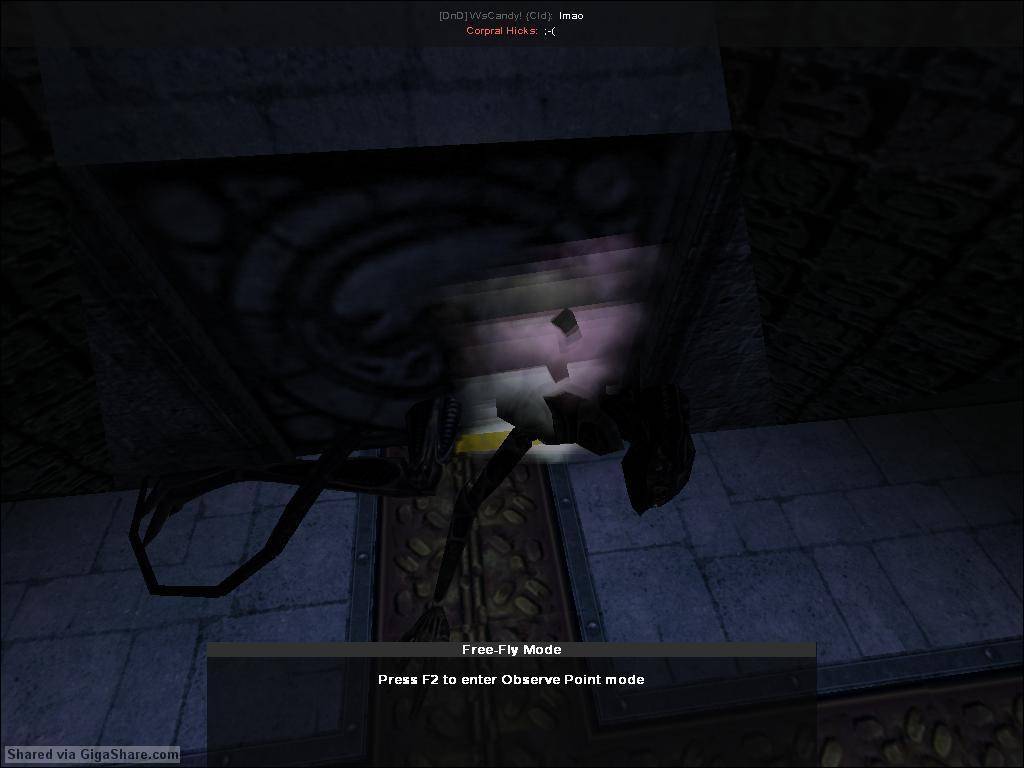 [DnD]WsCandy! {Cld}: lmao
Corpral Hicks: ;-(
Free-Fly Mode
Press F2 to enter Observe Point mode
Shared via GigaShare.com